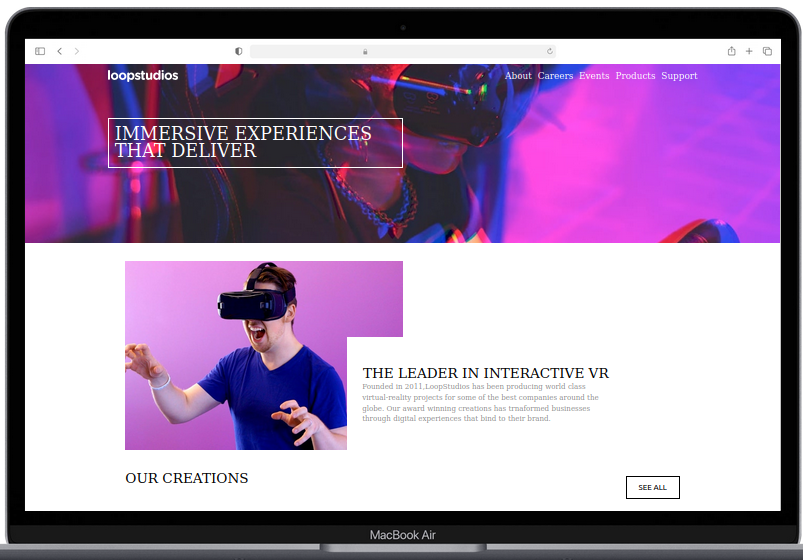 loopstudios
About Careers Events Products Support
IMMERSIVE EXPERIENCES
THAT DELIVER
THE LEADER IN INTERACTIVE VR
Founded in 2011,LoopStudios has been producing world class
virtual-reality projects for some of the best companies around the
globe. Our award winning creations has trnaformed businesses
through digital experiences that bind to their brand.
OUR CREATIONS
SEE ALL
MacBook Air